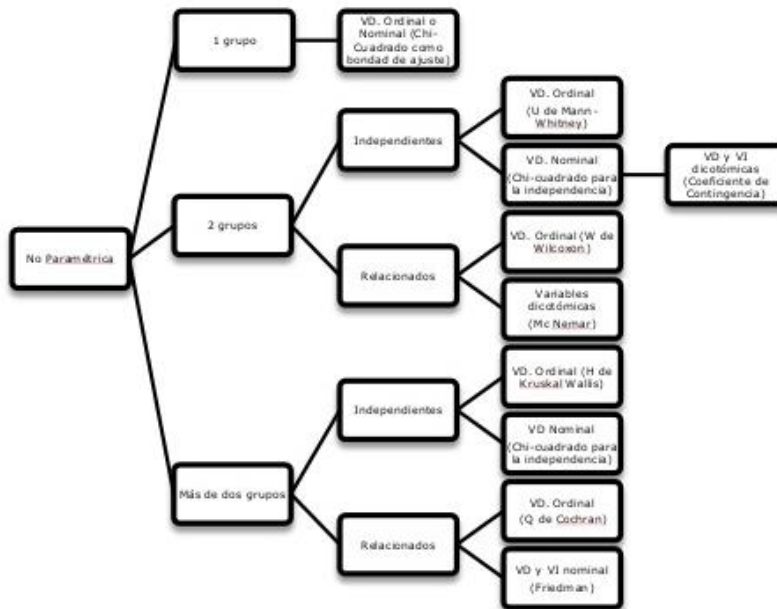 VD. Ordinal o
Nominal (Chi-
Cuadrado como
bondad de ajuste)
1 grupo
VD. Ordinal
(U de Mann -
Whitney)
Independientes
VD. Nominal
(Chi-cuadrado para
la independencia)
VD y VI
dicotómicas
(Coeficiente de
Contingencia)
2 grupos
VD. Ordinal (W de
Wilcoxon)
No Paramétrica
Relacionados
Variables
dicotómicas
(Mc Nemar)
VD. Ordinal (H de
Kruskal Wallis)
Independientes
VD Nominal
(Chi-cuadrado para
la independencia)
Más de dos grupos
VD. Ordinal
(Q de Cochran)
Relacionados
VD y VI nominal
(Friedman)